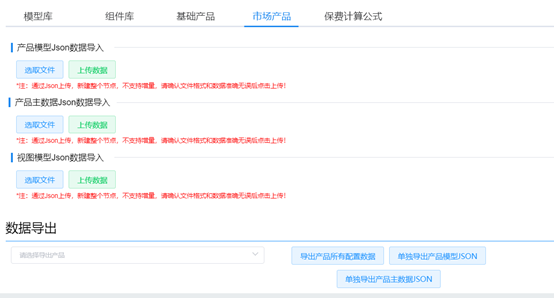 模型库 组件库 基础产品 市场产品 保费计算公式
产品模型Json数据导入
选取文件 上传数据
*注：通过Json上传，新建整个节点，不支持增量，请确认文件格式和数据准确无误后点击上传！
产品主数据Json数据导入
选取文件 上传数据
*注：通过Json上传，新建整个节点，不支持增量，请确认文件格式和数据准确无误后点击上传！
视图模型Json数据导入
选取文件 上传数据
*注：通过Json上传，新建整个节点，不支持增量，请确认文件格式和数据准确无误后点击上传！
数据导出
请选择导出产品 导出产品所有配置数据 单独导出产品模型JSON
单独导出产品主数据JSON